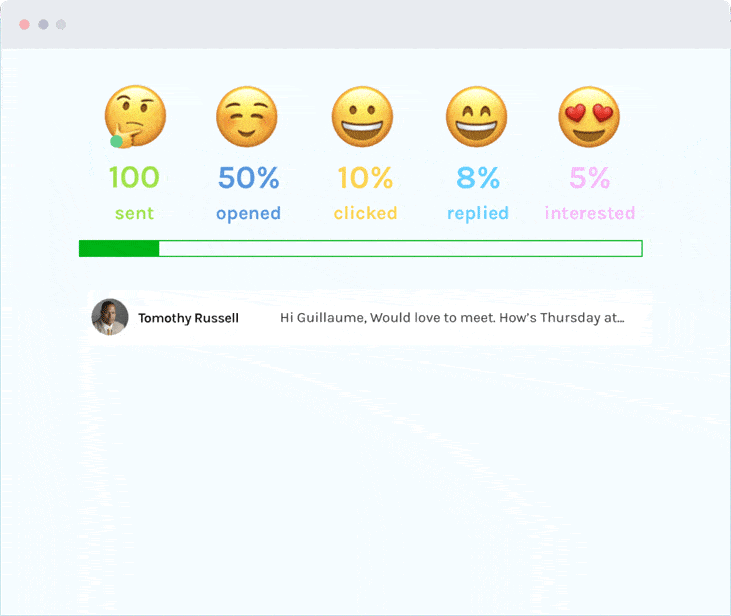 100 50% 10% 8% 5%
sent opened clicked replied interested
Tomothy Russell Hi Guillaume, Would love to meet. How's Thursday at...